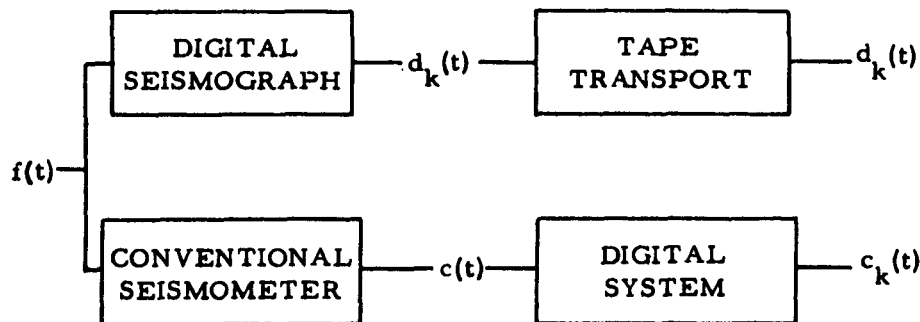 DIGITAL
SEISMOGRAPH
d_k(t)
TAPE
TRANSPORT
d_k(t)
f(t)
CONVENTIONAL
SEISMOMETER
c(t)
DIGITAL
SYSTEM
c_k(t)